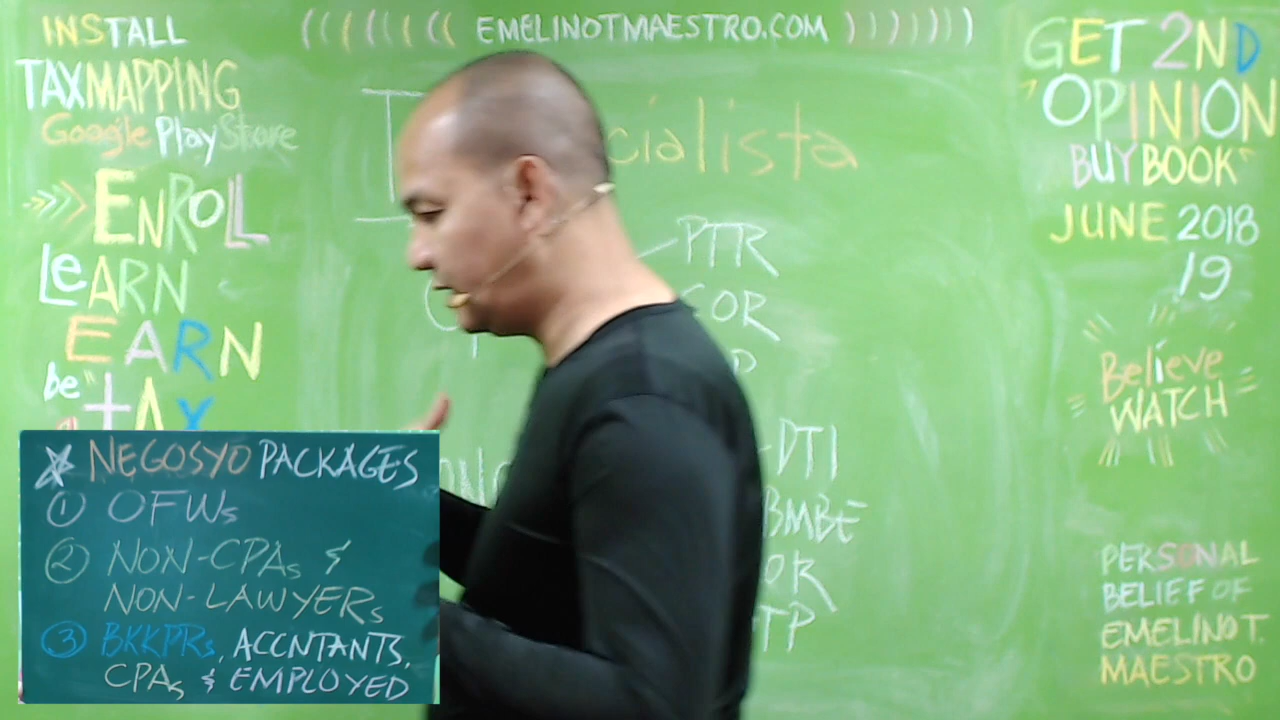 INSTALL
TAXMAPPING
Google PlayStore
ENROLL
LeARN
EARN
be" tAx
(((((( EMELINOTMAESTRO.COM ))))))
cialista
PTR
COR
DTI
BMBE
OR
TP
GET 2ND
OPINION
BUY BOOK
JUNE 2018
19
Believe
WATCH
PERSONAL
BELIEF OF
EMELINO T.
MAESTRO
NEGOSYO PACKAGES
① OFWs
② NON-CPAs &
NON-LAWYERs
③ BKKPRs, ACCNTANTS,
CPAs & EMPLOYED